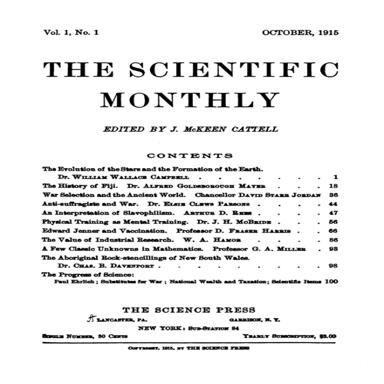 Vol. 1, No. 1 OCTOBER, 1915
THE SCIENTIFIC
MONTHLY
EDITED BY J. McKEEN CATTELL
CONTENTS
The Evolution of the Stars and the Formation of the Earth.
Dr. William Wallace Campbell . . . . . . . 1
The History of Fiji. Dr. Alfred Goldsborough Mayer . . . . 18
War Selection and the Ancient World. Chancellor David Starr Jordan 36
Anti-suffragists and War. Dr. Elsie Clews Parsons . . . . 44
An Interpretation of Slavophilism. Arthur D. Rees . . . . 47
Physical Training as Mental Training. Dr. J. H. McBride . . . 56
Edward Jenner and Vaccination. Professor D. Fraser Harris . . 66
The Value of Industrial Research. W. A. Hamor . . . . 86
A Few Classic Unknowns in Mathematics. Professor G. A. Miller . 93
The Aboriginal Rock-stencillings of New South Wales.
Dr. Chas. B. Davenport . . . . . . . . 98
The Progress of Science:
Paul Ehrlich; Substitutes for War; National Wealth and Taxation; Scientific Items 100
THE SCIENCE PRESS
LANCASTER, PA. GARRISON, N. Y.
NEW YORK: Sub-Station 84
Single Number, 30 Cents Yearly Subscription, $3.00
Copyright, 1915, by THE SCIENCE PRESS